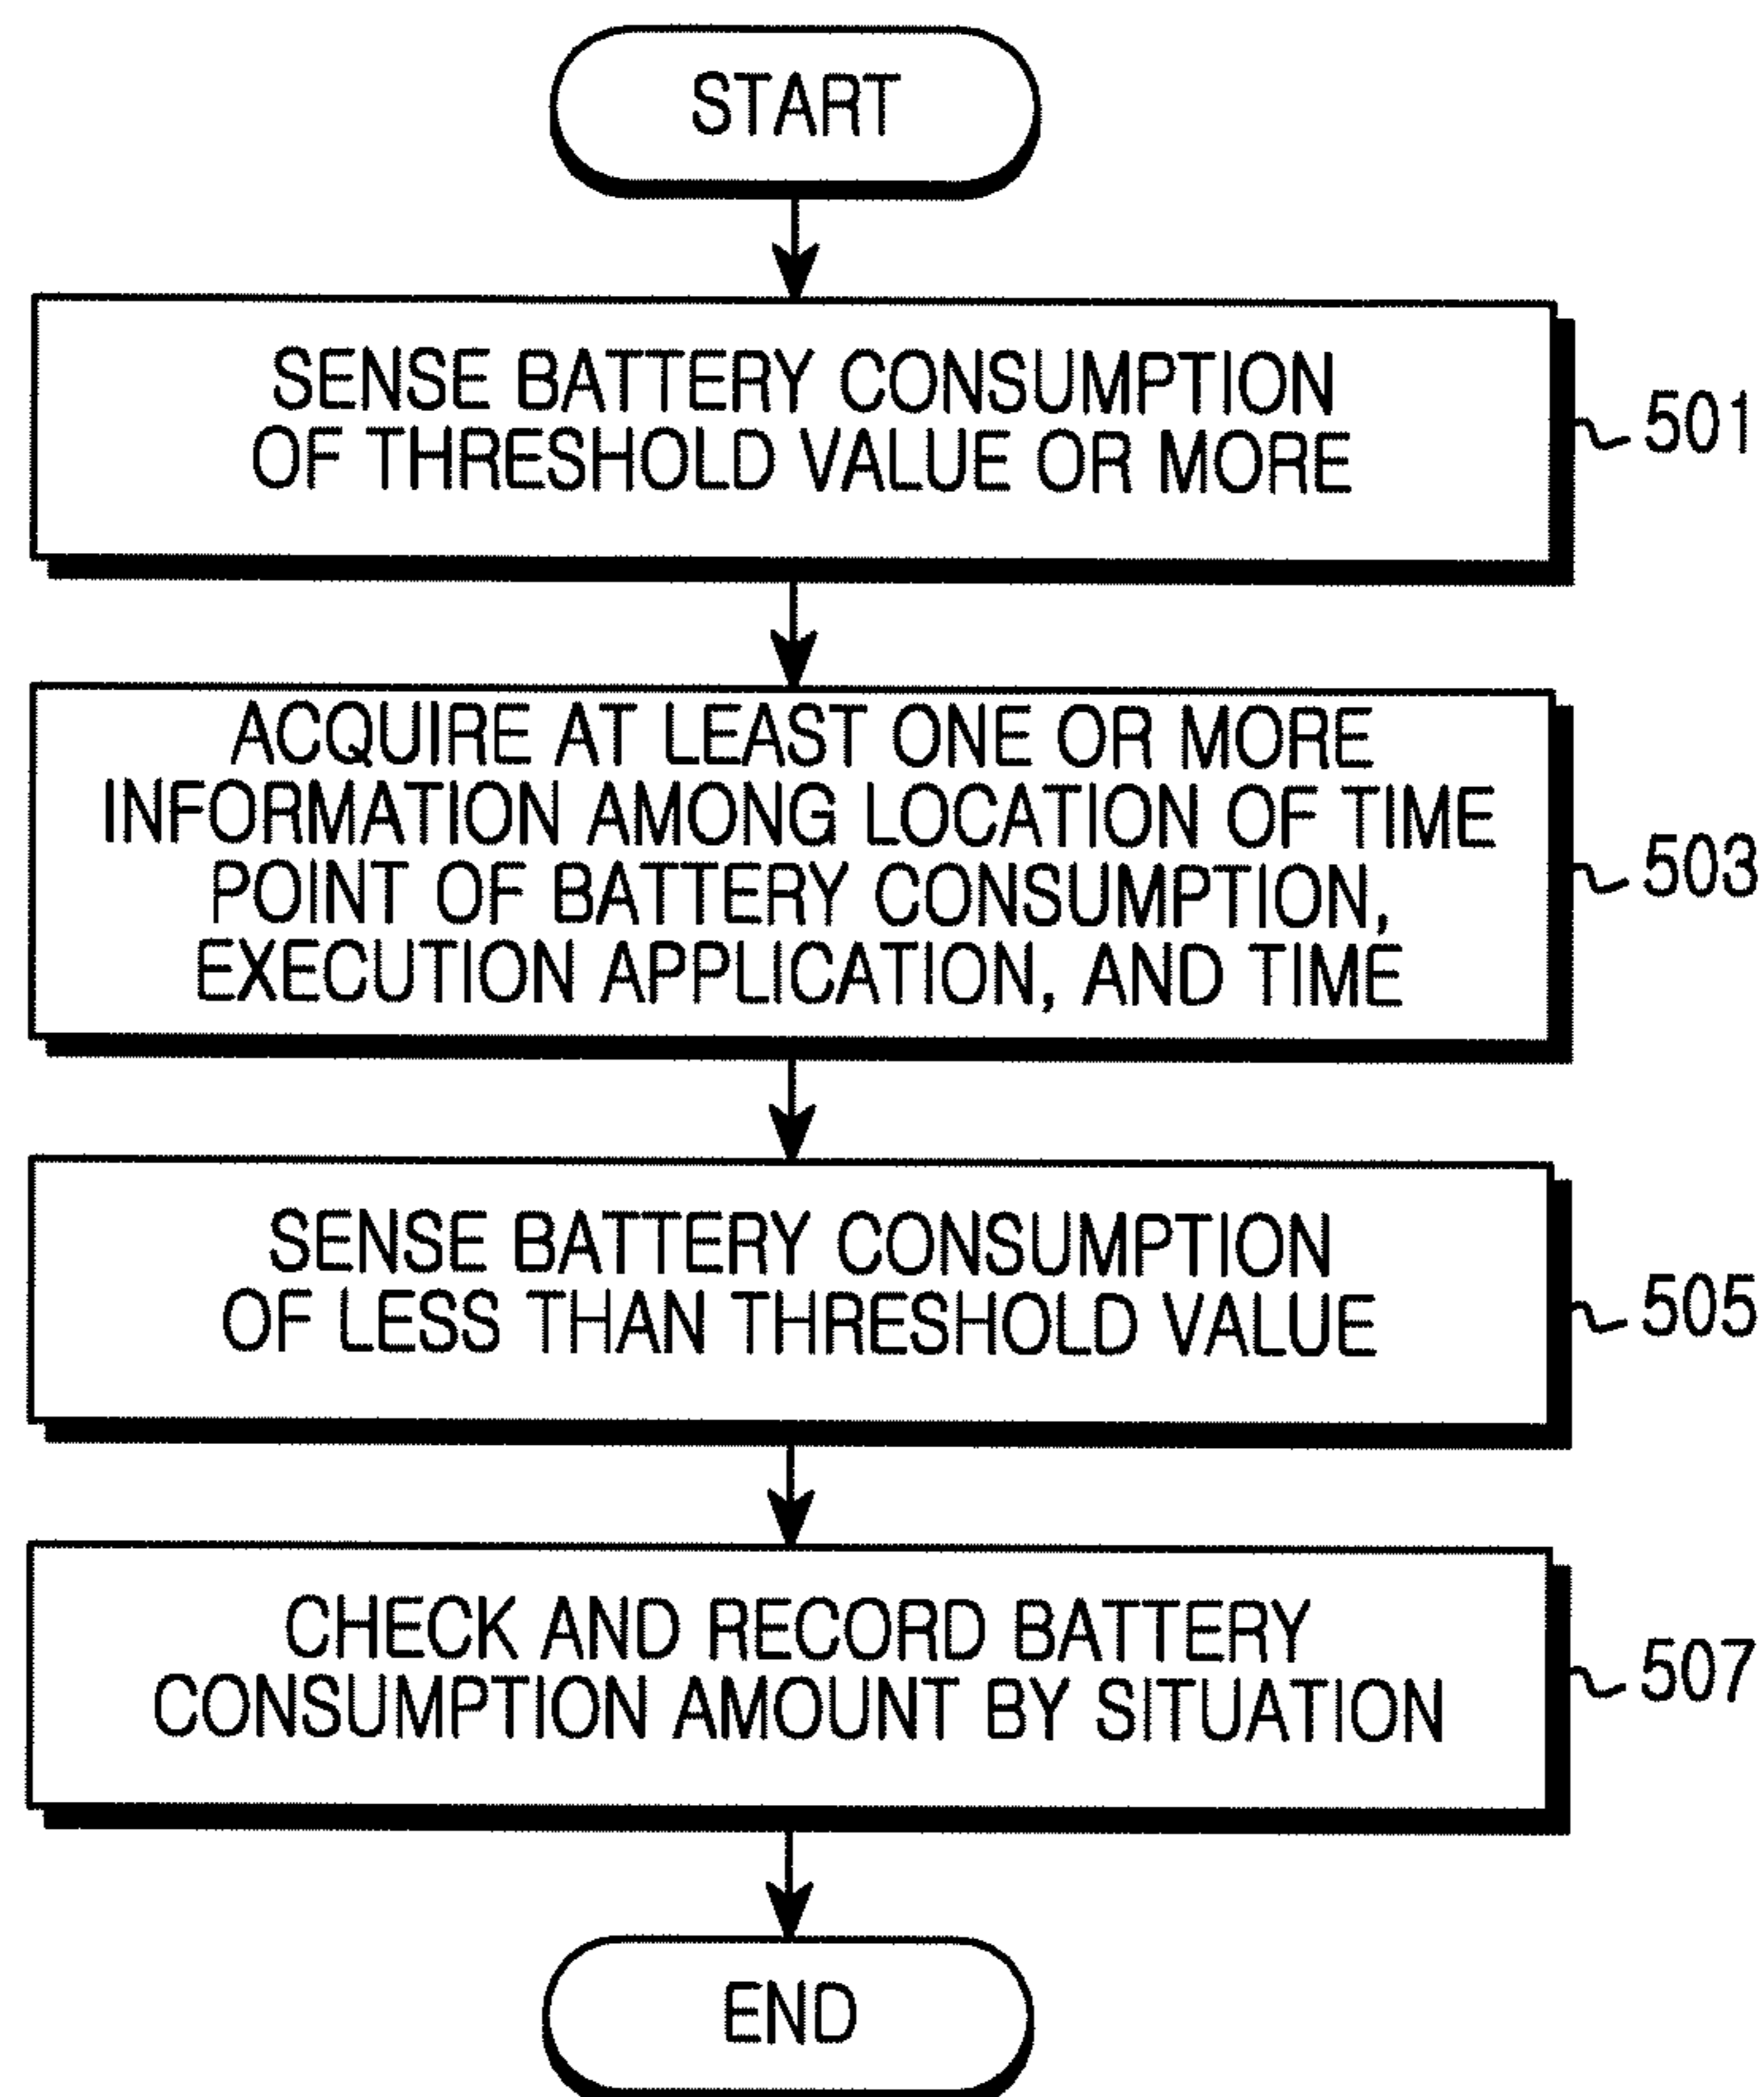 START
SENSE BATTERY CONSUMPTION
OF THRESHOLD VALUE OR MORE
501
ACQUIRE AT LEAST ONE OR MORE
INFORMATION AMONG LOCATION OF TIME
POINT OF BATTERY CONSUMPTION,
EXECUTION APPLICATION, AND TIME
503
SENSE BATTERY CONSUMPTION
OF LESS THAN THRESHOLD VALUE
505
CHECK AND RECORD BATTERY
CONSUMPTION AMOUNT BY SITUATION
507
END